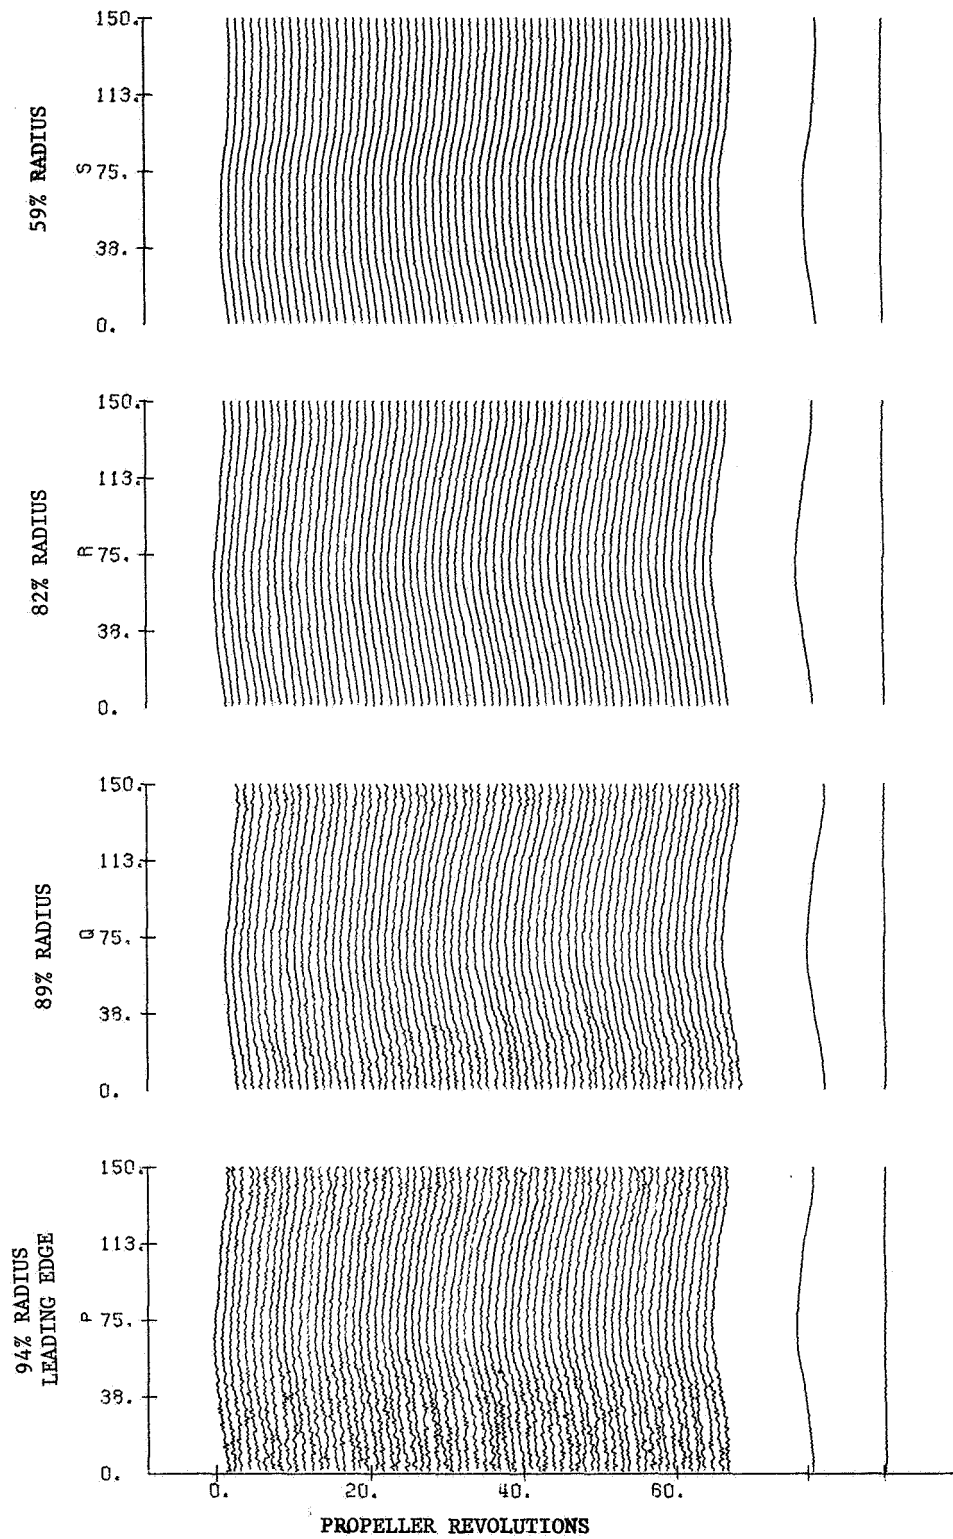 59% RADIUS
S
150.
113.
75.
38.
0.
82% RADIUS
R
150.
113.
75.
38.
0.
89% RADIUS
Q
150.
113.
75.
38.
0.
94% RADIUS
LEADING EDGE
P
150.
113.
75.
38.
0.
0. 20. 40. 60.
PROPELLER REVOLUTIONS